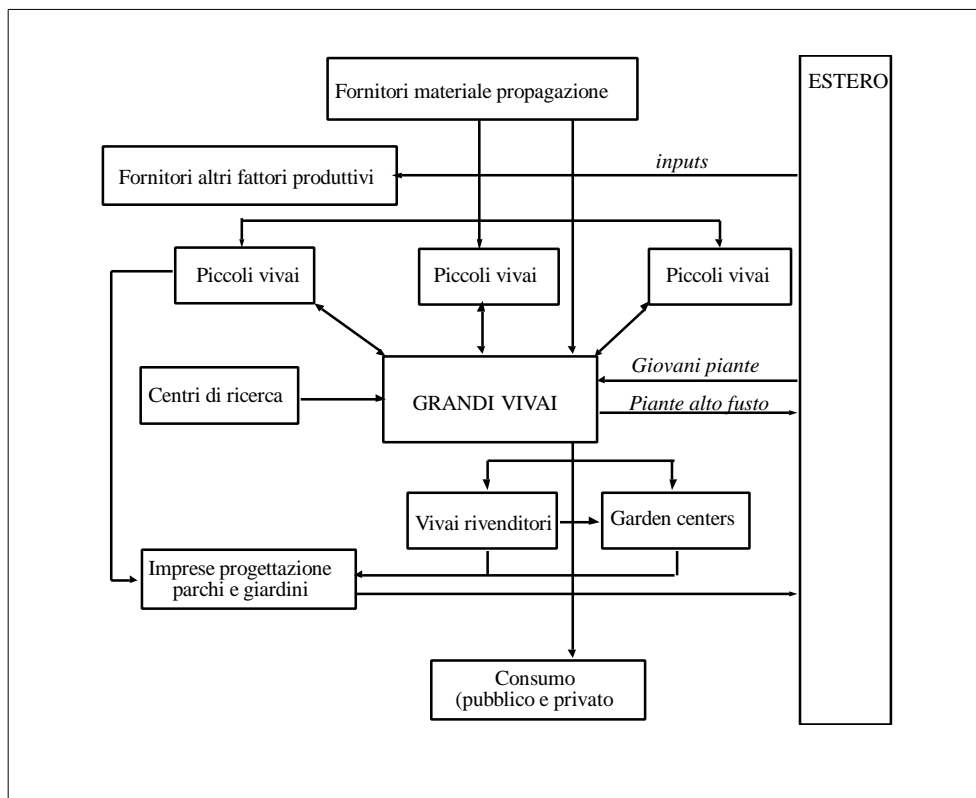 Fornitori materiale propagazione
ESTERO
inputs
Fornitori altri fattori produttivi
Piccoli vivai
Piccoli vivai
Piccoli vivai
Giovani piante
Centri di ricerca
GRANDI VIVAI
Piante alto fusto
Vivai rivenditori
Garden centers
Imprese progettazione
parchi e giardini
Consumo
(pubblico e privato